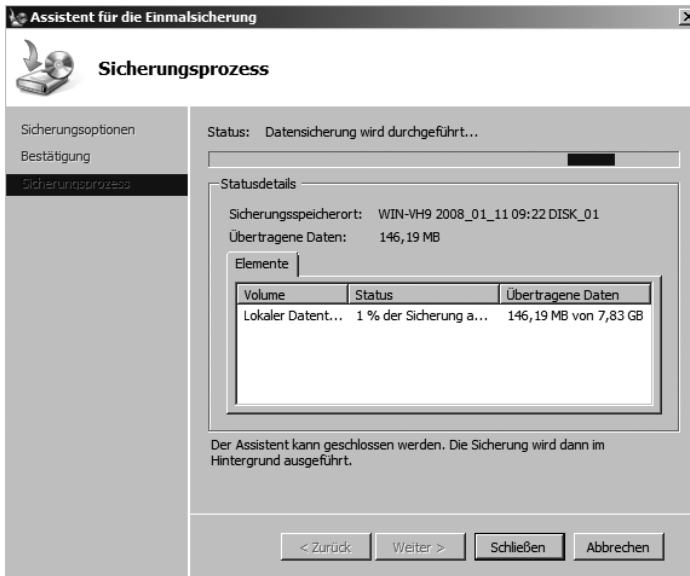 Assistent für die Einmalsicherung
Sicherungsprozess
Sicherungsoptionen
Bestätigung
Sicherungsprozess
Status: Datensicherung wird durchgeführt...
Statusdetails
Sicherungsspeicherort: WIN-VH9 2008_01_11 09:22 DISK_01
Übertragene Daten: 146,19 MB
Elemente
Volume Status Übertragene Daten
Lokaler Datent... 1 % der Sicherung a... 146,19 MB von 7,83 GB
Der Assistent kann geschlossen werden. Die Sicherung wird dann im
Hintergrund ausgeführt.
< Zurück Weiter > Schließen Abbrechen